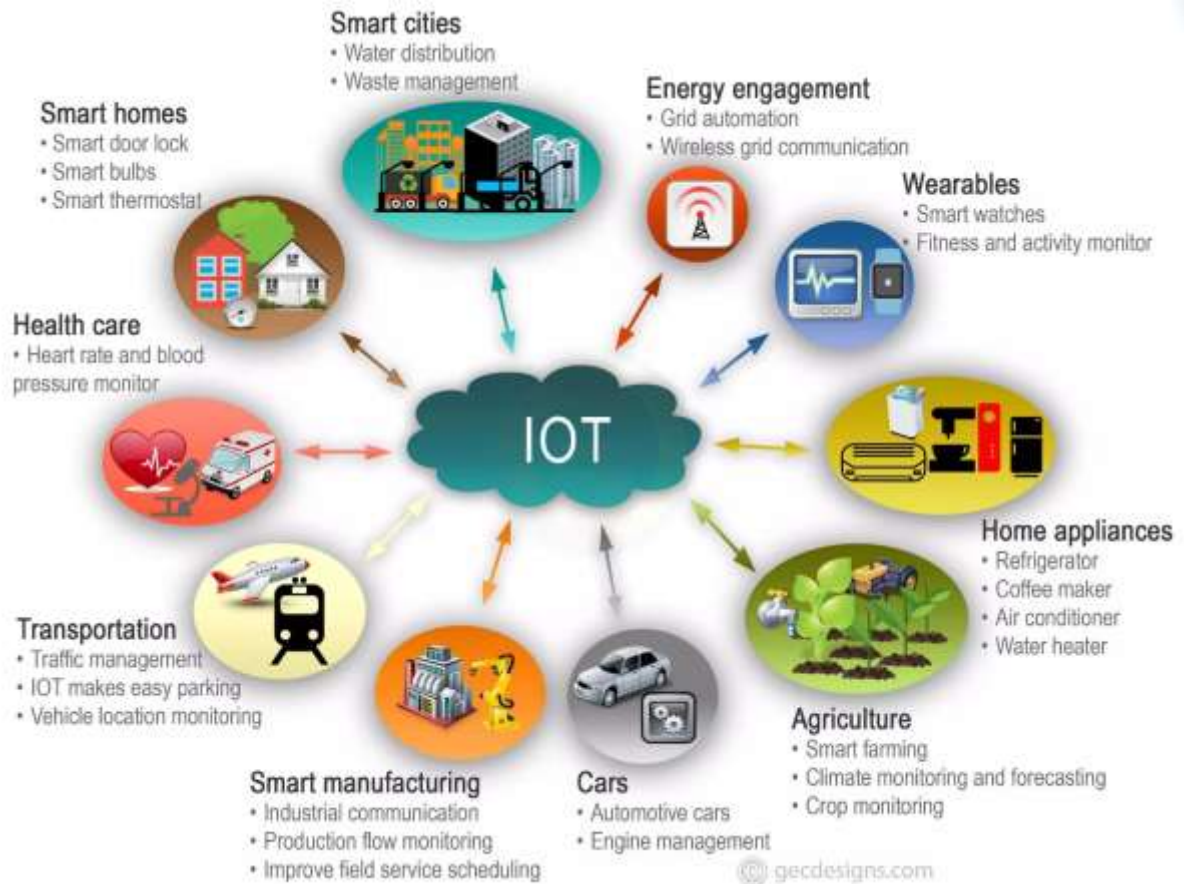 Smart cities
• Water distribution
• Waste management
Energy engagement
• Grid automation
• Wireless grid communication
Smart homes
• Smart door lock
• Smart bulbs
• Smart thermostat
Wearables
• Smart watches
• Fitness and activity monitor
Health care
• Heart rate and blood
pressure monitor
IOT
Home appliances
• Refrigerator
• Coffee maker
• Air conditioner
• Water heater
Transportation
• Traffic management
• IOT makes easy parking
• Vehicle location monitoring
Agriculture
• Smart farming
• Climate monitoring and forecasting
• Crop monitoring
Smart manufacturing
• Industrial communication
• Production flow monitoring
• Improve field service scheduling
Cars
• Automotive cars
• Engine management
gecdesigns.com